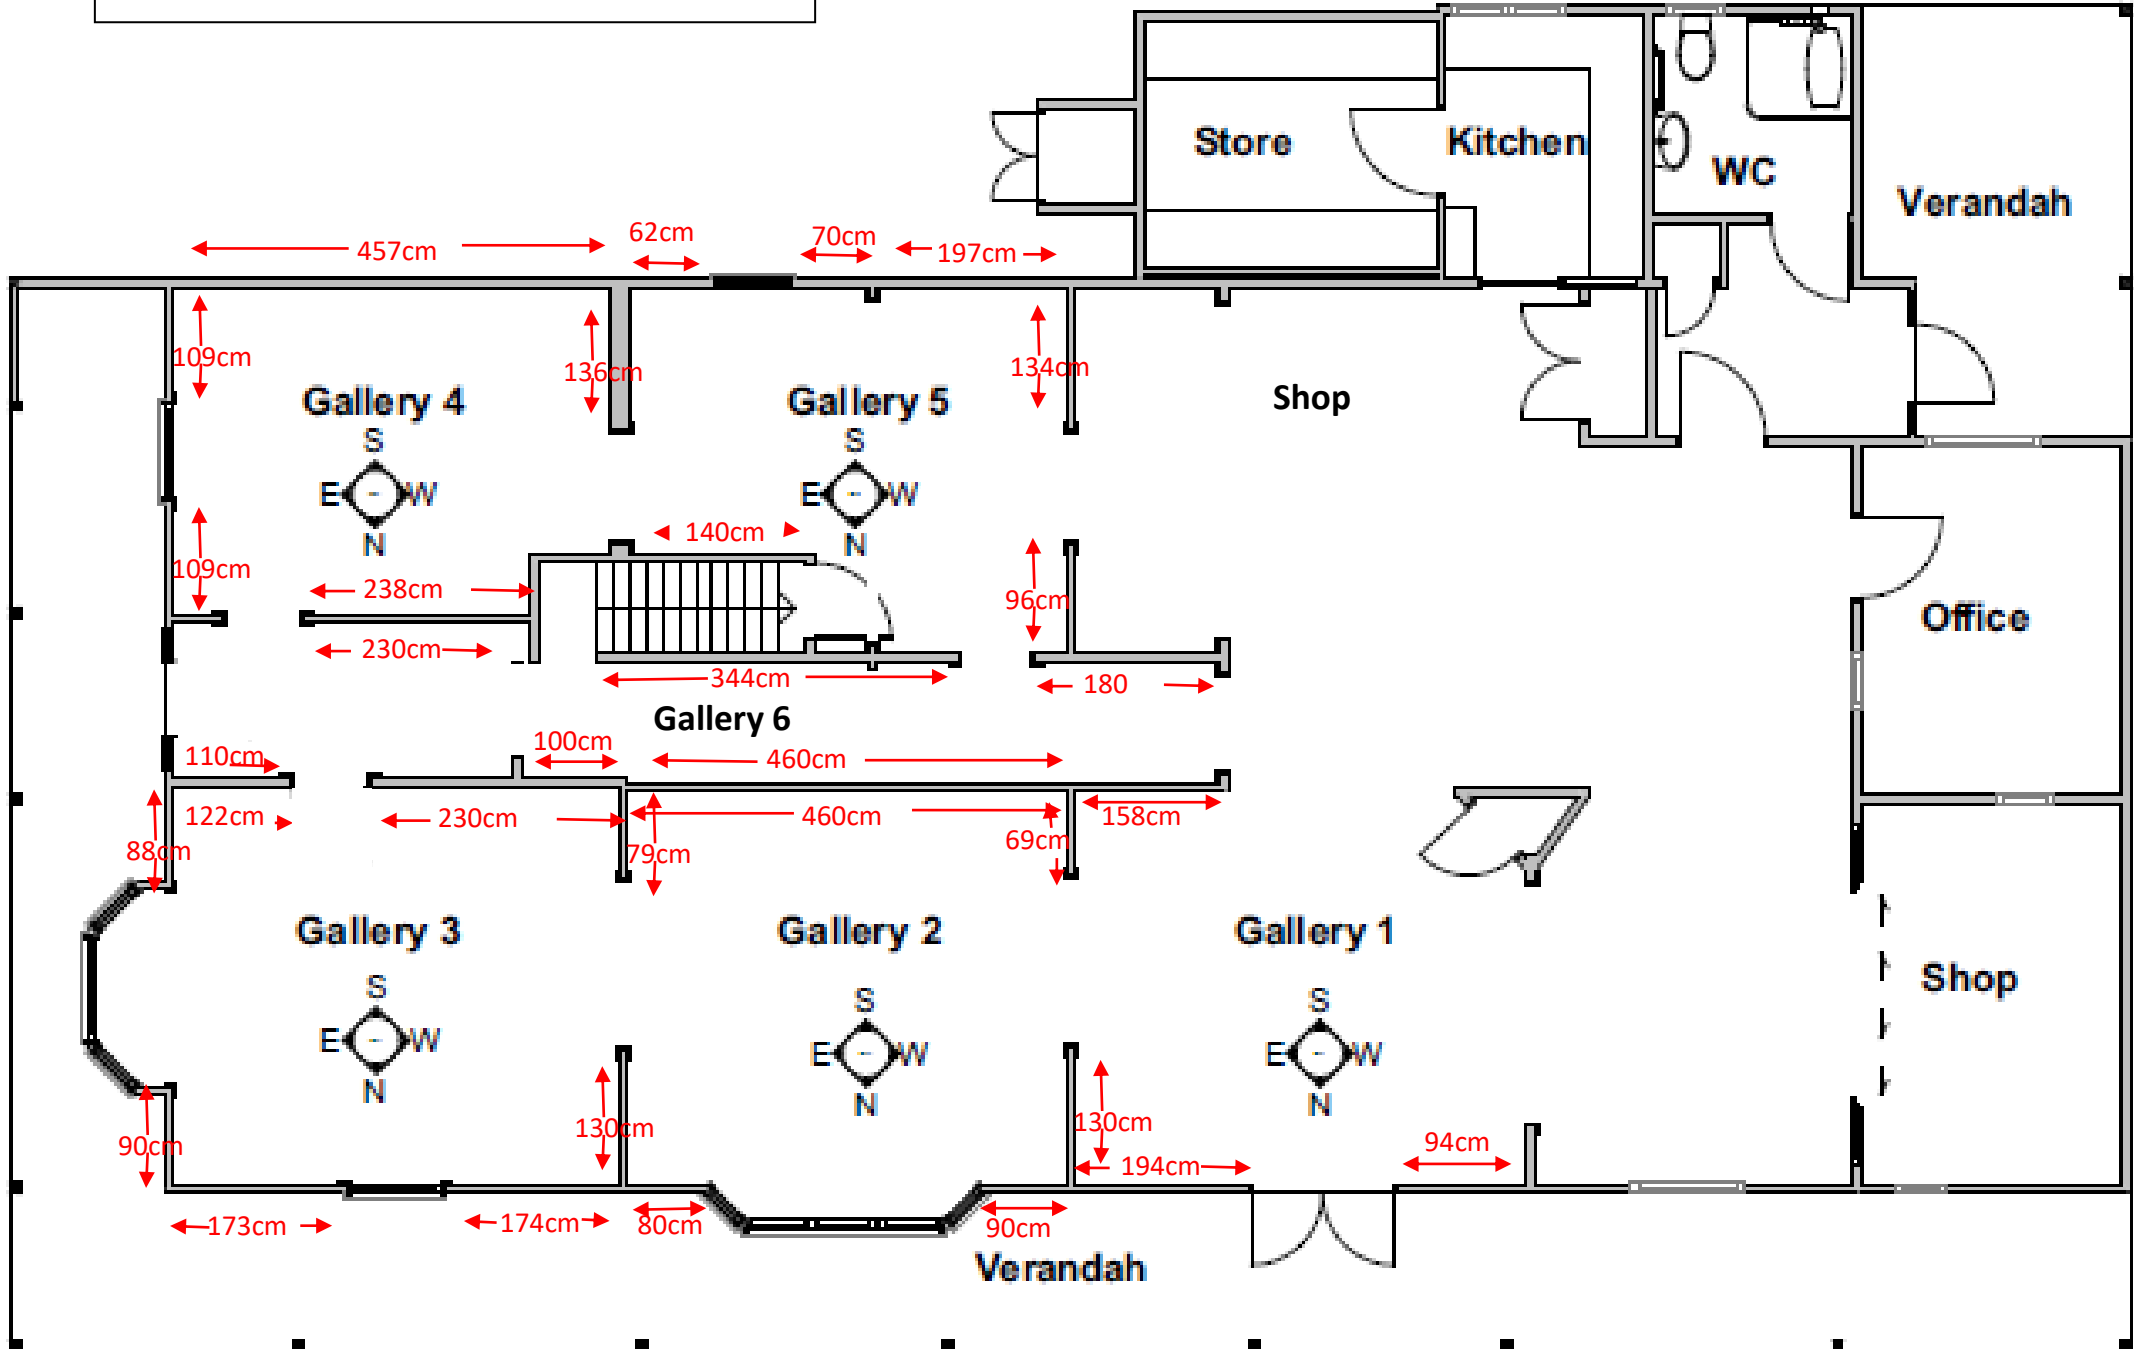 Store
Kitchen
WC
Verandah
457cm
62cm
70cm
197cm
109cm
136cm
134cm
Gallery 4
Gallery 5
Shop
S
E W
N
S
E W
N
140cm
109cm
238cm
96cm
Office
230cm
344cm
180
Gallery 6
110cm
100cm
460cm
122cm
230cm
460cm
158cm
88cm
79cm
69cm
Gallery 3
Gallery 2
Gallery 1
Shop
S
E W
N
S
E W
N
S
E W
N
90cm
130cm
130cm
194cm
94cm
173cm
174cm
80cm
90cm
Verandah